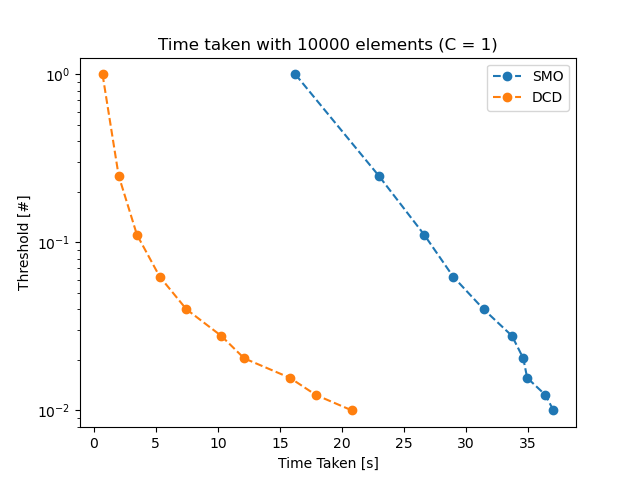 Time taken with 10000 elements (C = 1)
SMO
DCD
Threshold [#]
10⁰
10⁻¹
10⁻²
0 5 10 15 20 25 30 35
Time Taken [s]